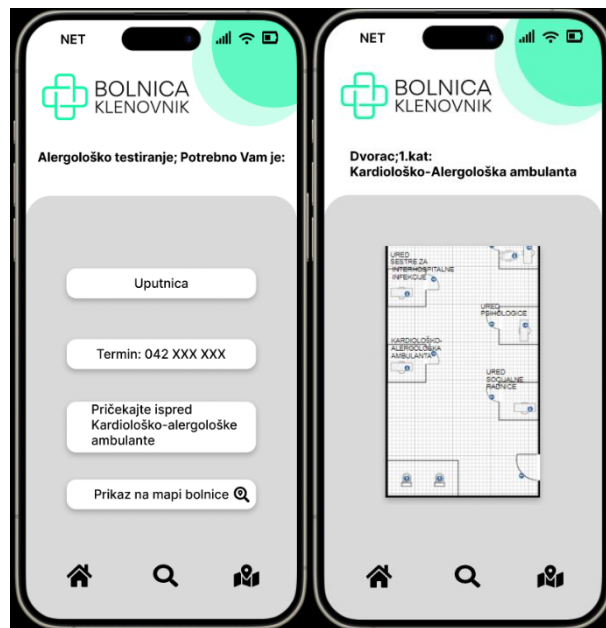 NET
BOLNICA
KLENOVNIK
Alergološko testiranje; Potrebno Vam je:
Uputnica
Termin: 042 XXX XXX
Pričekajte ispred
Kardiološko-alergološke
ambulante
Prikaz na mapi bolnice
NET
BOLNICA
KLENOVNIK
Dvorac;1.kat:
Kardiološko-Alergološka ambulanta
URED
SESTRE ZA
INTERHOSPITALNE
INFEKCIJE
URED
PSIHOLOGICE
KARDIOLOŠKO-
ALERGOLOŠKA
AMBULANTA
URED
SOCIJALNE
RADNICE